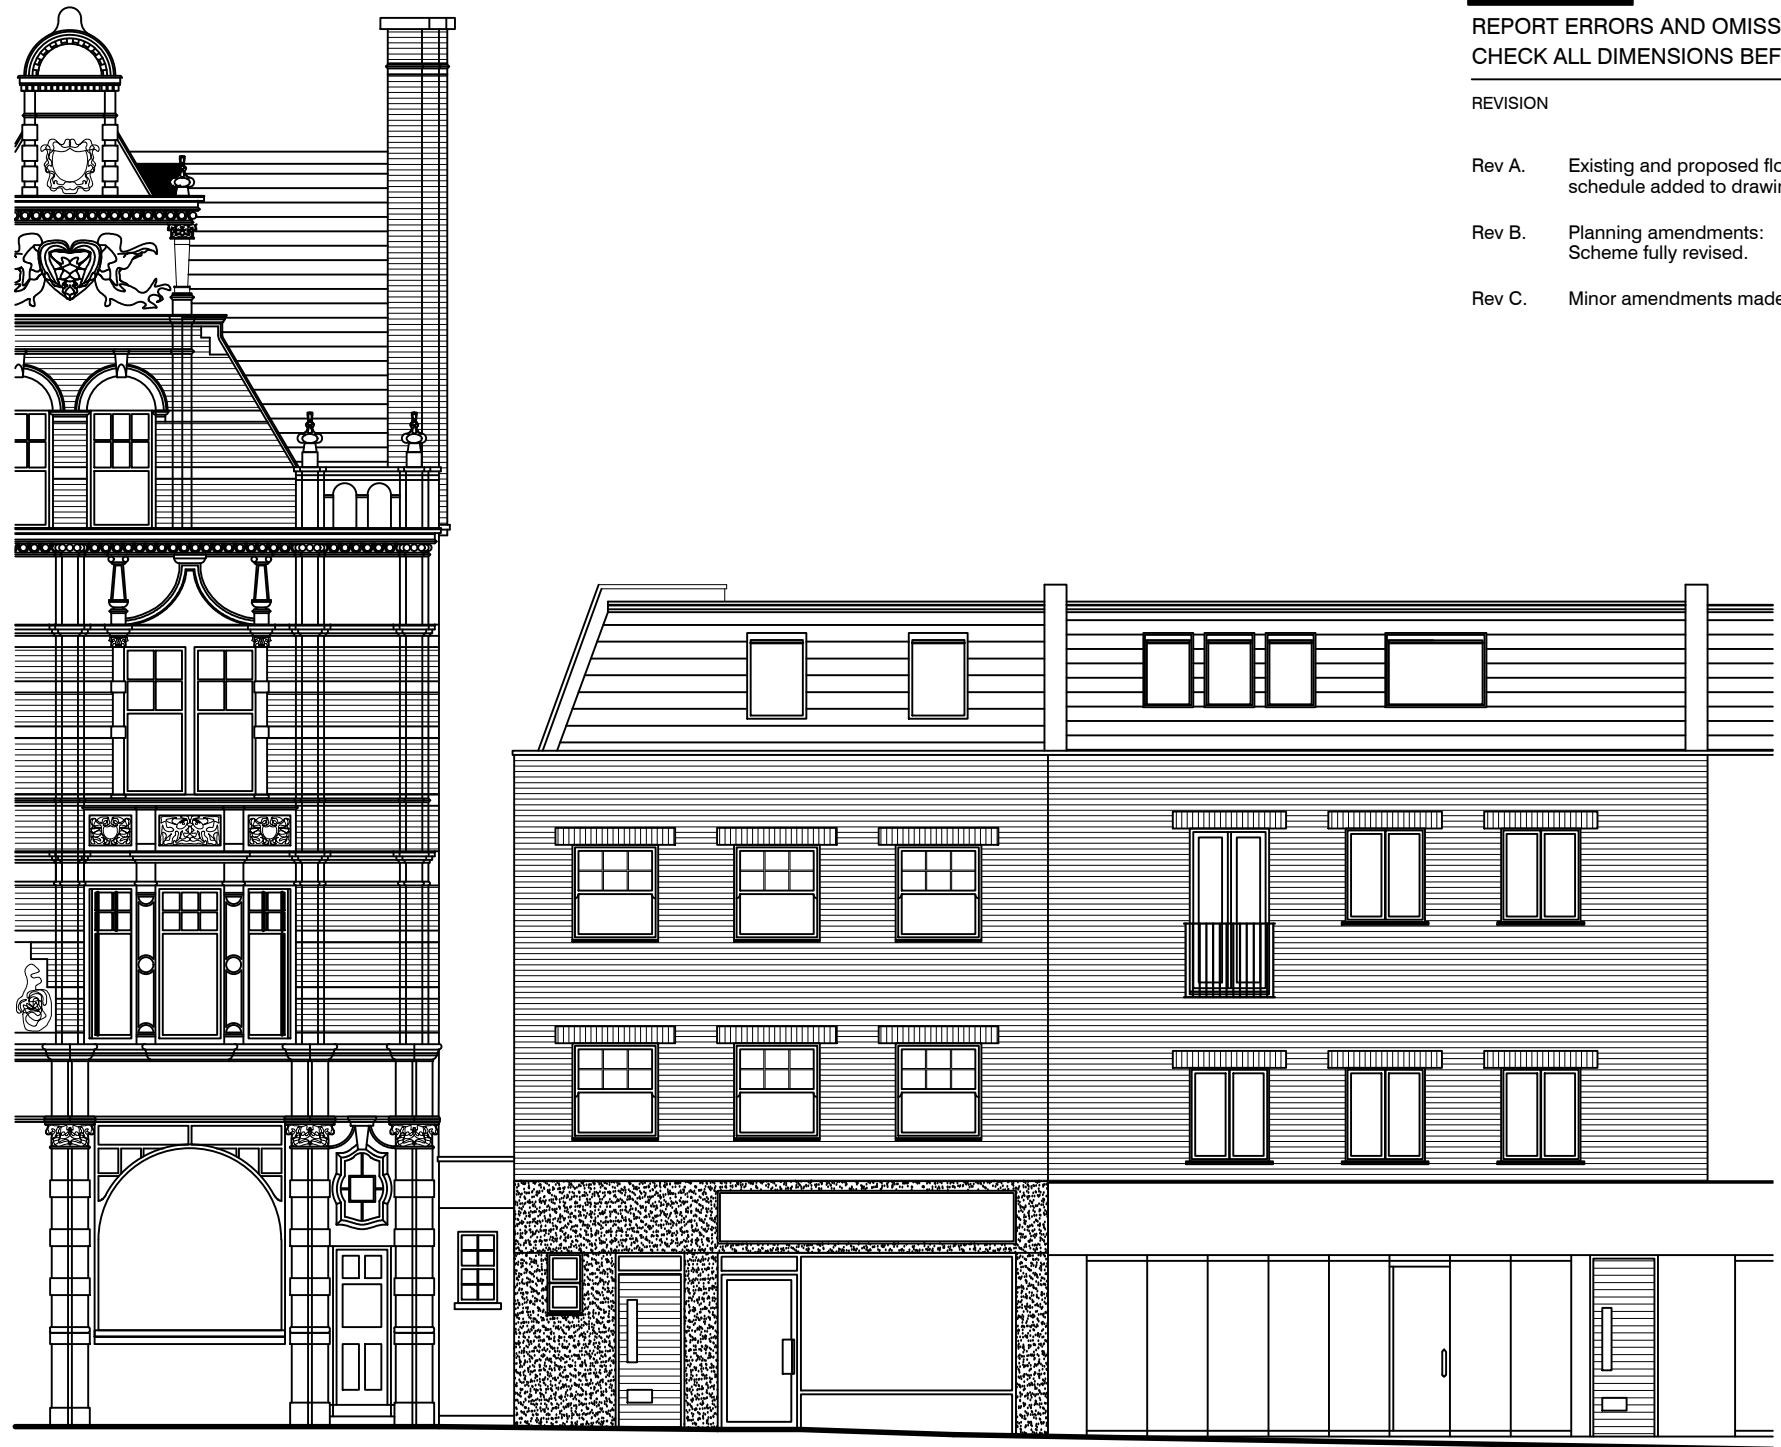 REPORT ERRORS AND OMISS
CHECK ALL DIMENSIONS BEF
REVISION
Rev A. Existing and proposed flo
schedule added to drawi
Rev B. Planning amendments:
Scheme fully revised.
Rev C. Minor amendments made